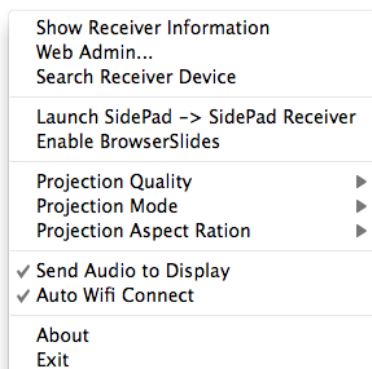 Show Receiver Information
Web Admin...
Search Receiver Device
Launch SidePad -> SidePad Receiver
Enable BrowserSlides
Projection Quality
Projection Mode
Projection Aspect Ration
Send Audio to Display
Auto Wifi Connect
About
Exit